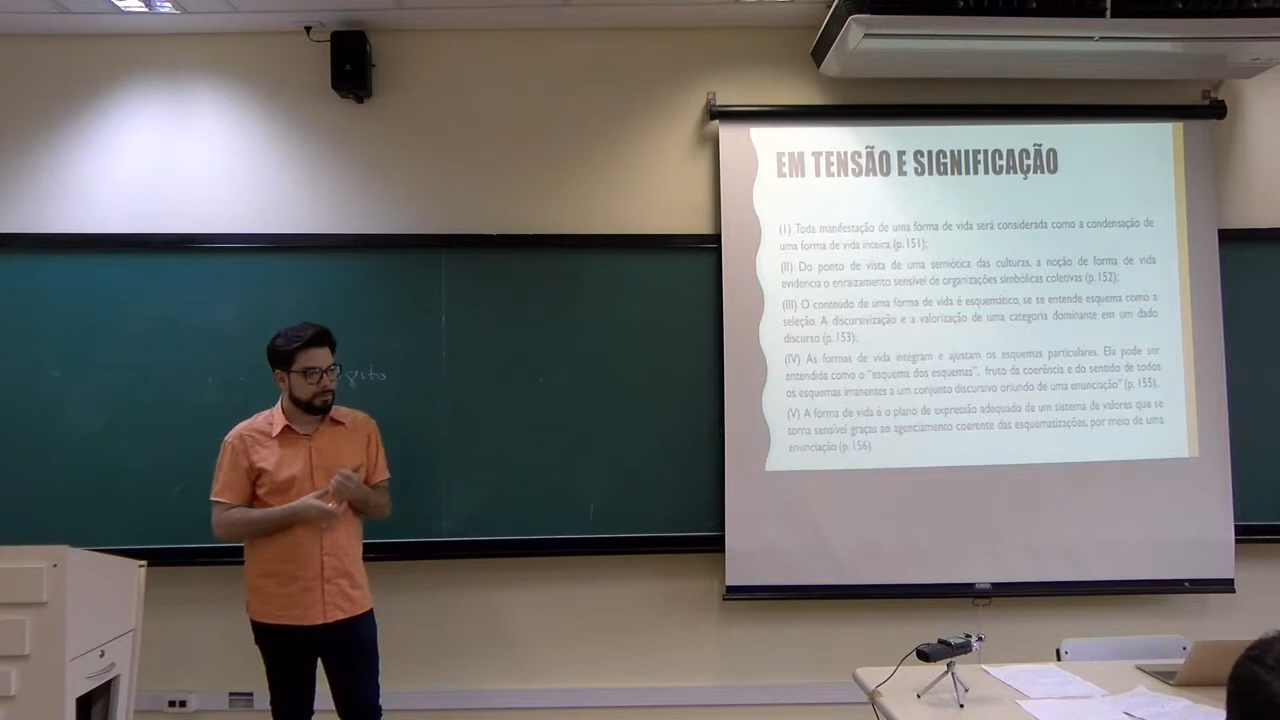 EM TENSÃO E SIGNIFICAÇÃO
(I) Toda manifestação de uma forma de vida será considerada como a condensação de
uma forma de vida inteira (p. 151);
(II) Do ponto de vista de uma semiótica das culturas, a noção de forma de vida
evidencia o enraizamento sensível de organizações simbólicas coletivas (p. 152);
(III) O conteúdo de uma forma de vida é esquemático, se se entende esquema como a
seleção. A discursivização e a valorização de uma categoria dominante em um dado
discurso (p. 153);
(IV) As formas de vida integram e ajustam os esquemas particulares. Ela pode ser
entendida como o "esquema dos esquemas", fruto da coerência e do sentido de todos
os esquemas imanentes a um conjunto discursivo oriundo de uma enunciação" (p. 155).
(V) A forma de vida é o plano de expressão adequado de um sistema de valores que se
torna sensível graças ao agenciamento coerente das esquematizações, por meio de uma
enunciação (p. 156).